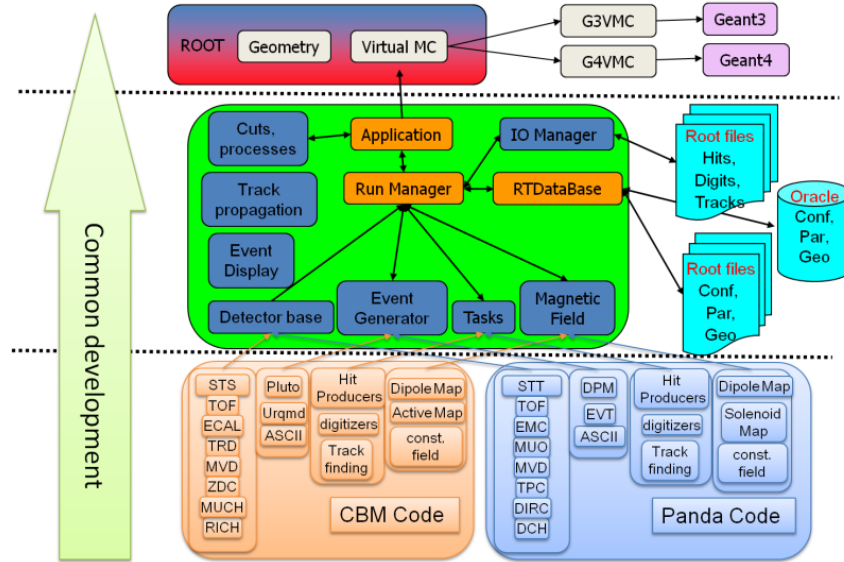 ROOT
Geometry
Virtual MC
G3VMC
Geant3
G4VMC
Geant4
Common development
Cuts,
processes
Application
IO Manager
Track
propagation
Run Manager
RTDataBase
Event
Display
Detector base
Event
Generator
Tasks
Magnetic
Field
Root files
Hits,
Digits,
Tracks
Oracle
Conf,
Par,
Geo
Root files
Conf,
Par,
Geo
STS
TOF
ECAL
TRD
MVD
ZDC
MUCH
RICH
Pluto
Urqmd
ASCII
Hit
Producers
digitizers
Track
finding
Dipole Map
Active Map
const.
field
CBM Code
STT
TOF
EMC
MUO
MVD
TPC
DIRC
DCH
DPM
EVT
ASCII
Hit
Producers
digitizers
Track
finding
Dipole Map
Solenoid
Map
const.
field
Panda Code